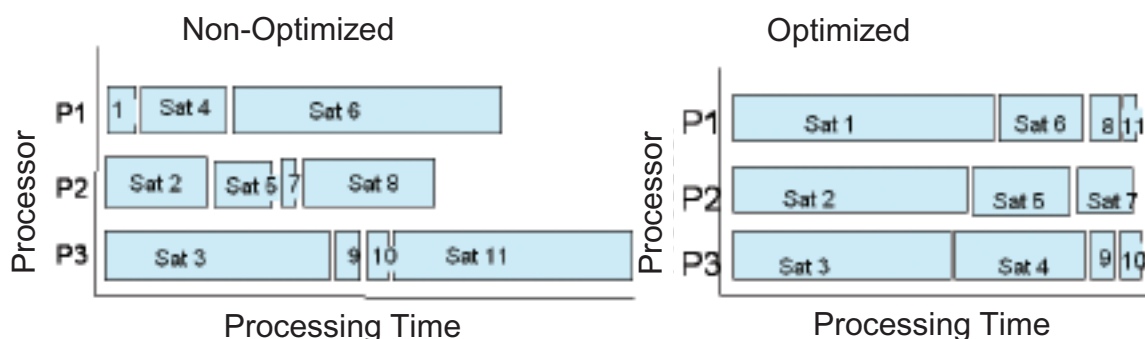 Non-Optimized
Optimized
Processor
P1
1
Sat 4
Sat 6
P2
Sat 2
Sat 5
7
Sat 8
P3
Sat 3
9
10
Sat 11
Processing Time
Processor
P1
Sat 1
Sat 6
8
11
P2
Sat 2
Sat 5
Sat 7
P3
Sat 3
Sat 4
9
10
Processing Time